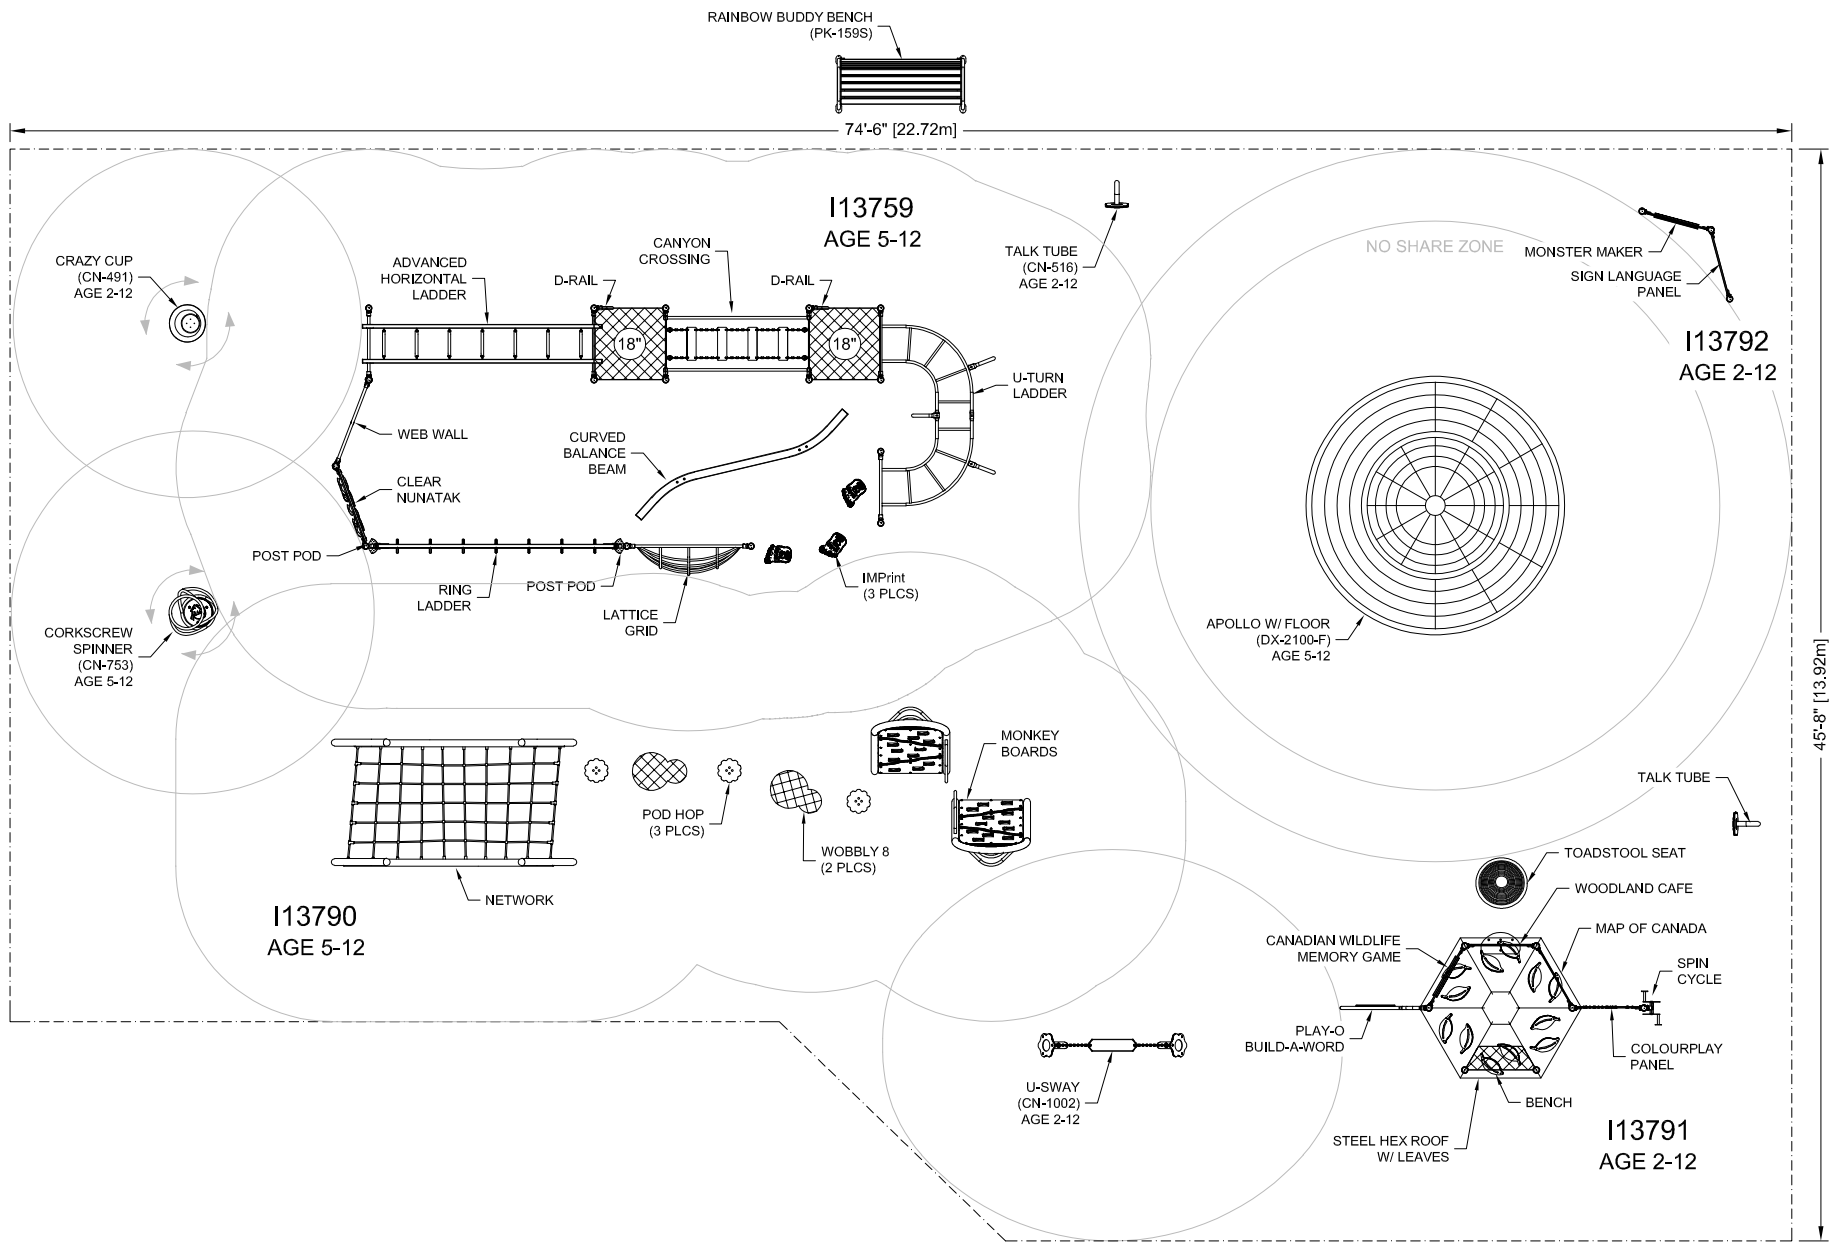 RAINBOW BUDDY BENCH
(PK-159S)
74'-6" [22.72m]
I13759
AGE 5-12
CRAZY CUP
(CN-491)
AGE 2-12
ADVANCED
HORIZONTAL
LADDER
D-RAIL
CANYON
CROSSING
D-RAIL
TALK TUBE
(CN-516)
AGE 2-12
NO SHARE ZONE
MONSTER MAKER
SIGN LANGUAGE
PANEL
I13792
AGE 2-12
18"
18"
U-TURN
LADDER
WEB WALL
CURVED
BALANCE
BEAM
CLEAR
NUNATAK
POST POD
RING
LADDER
POST POD
LATTICE
GRID
IMPrint
(3 PLCS)
CORKSCREW
SPINNER
(CN-753)
AGE 5-12
APOLLO W/ FLOOR
(DX-2100-F)
AGE 5-12
45'-8" [13.92m]
MONKEY
BOARDS
POD HOP
(3 PLCS)
WOBBLY 8
(2 PLCS)
NETWORK
I13790
AGE 5-12
TALK TUBE
TOADSTOOL SEAT
WOODLAND CAFE
MAP OF CANADA
CANADIAN WILDLIFE
MEMORY GAME
SPIN
CYCLE
PLAY-O
BUILD-A-WORD
COLOURPLAY
PANEL
U-SWAY
(CN-1002)
AGE 2-12
BENCH
STEEL HEX ROOF
W/ LEAVES
I13791
AGE 2-12